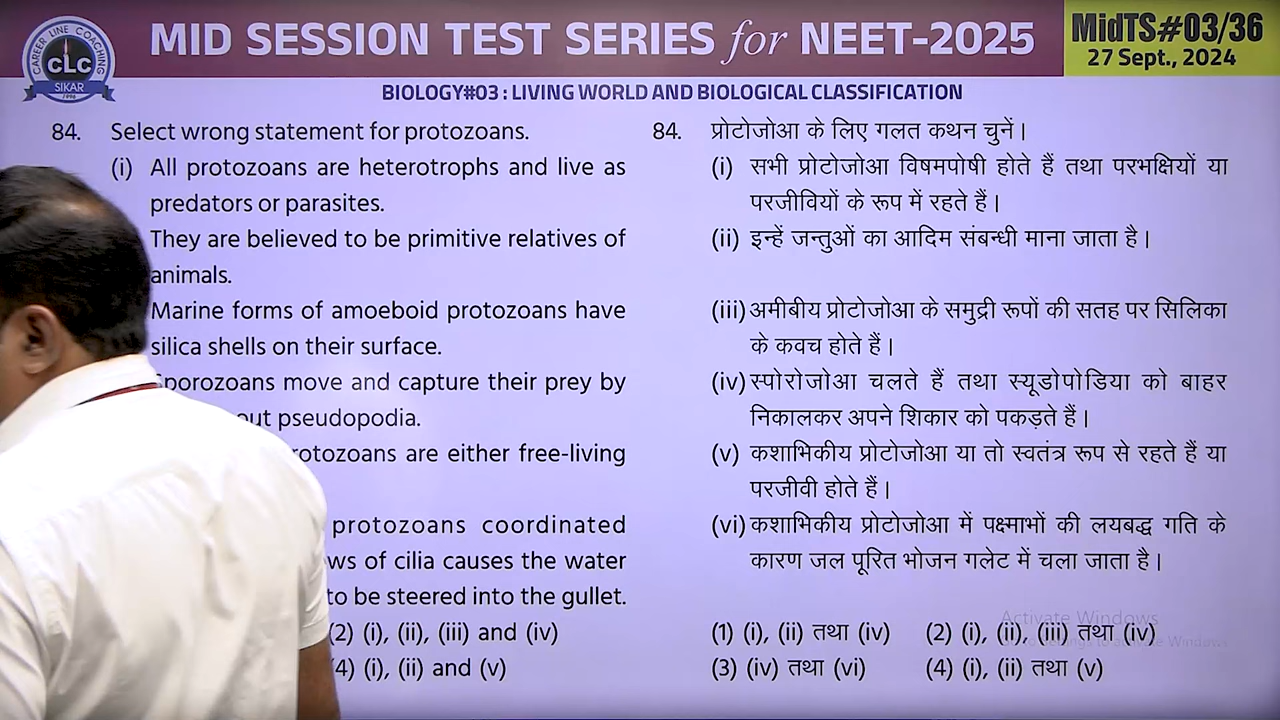 CAREER LINE COACHING
CLC
SIKAR
MID SESSION TEST SERIES for NEET-2025
MidTS#03/36
27 Sept., 2024
BIOLOGY#03 : LIVING WORLD AND BIOLOGICAL CLASSIFICATION
84. Select wrong statement for protozoans.
(i) All protozoans are heterotrophs and live as
predators or parasites.
They are believed to be primitive relatives of
animals.
Marine forms of amoeboid protozoans have
silica shells on their surface.
Sporozoans move and capture their prey by
out pseudopodia.
rotozoans are either free-living
protozoans coordinated
ws of cilia causes the water
to be steered into the gullet.
(2) (i), (ii), (iii) and (iv)
4) (i), (ii) and (v)
84. प्रोटोजोआ के लिए गलत कथन चुनें।
(i) सभी प्रोटोजोआ विषमपोषी होते हैं तथा परभक्षियों या
परजीवियों के रूप में रहते हैं।
(ii) इन्हें जन्तुओं का आदिम संबन्धी माना जाता है।
(iii) अमीबीय प्रोटोजोआ के समुद्री रूपों की सतह पर सिलिका
के कवच होते हैं।
(iv) स्पोरोजोआ चलते हैं तथा स्यूडोपोडिया को बाहर
निकालकर अपने शिकार को पकड़ते हैं।
(v) कशाभिकीय प्रोटोजोआ या तो स्वतंत्र रूप से रहते हैं या
परजीवी होते हैं।
(vi) कशाभिकीय प्रोटोजोआ में पक्ष्माभों की लयबद्ध गति के
कारण जल पूरित भोजन गलेट में चला जाता है।
(1) (i), (ii) तथा (iv) (2) (i), (ii), (iii) तथा (iv)
(3) (iv) तथा (vi) (4) (i), (ii) तथा (v)
Activate Windows
to activate Windows